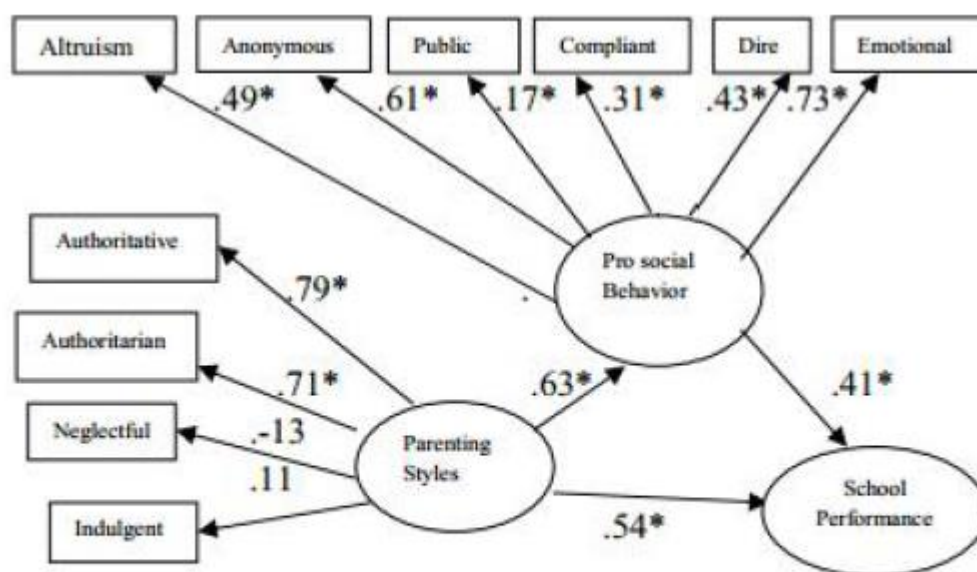 Altruism
Anonymous
Public
Compliant
Dire
Emotional
.49*
.61*
.17*
.31*
.43*
.73*
Authoritative
.79*
Pro social
Behavior
Authoritarian
.71*
.63*
.41*
Neglectful
.-13
.11
Parenting
Styles
Indulgent
.54*
School
Performance